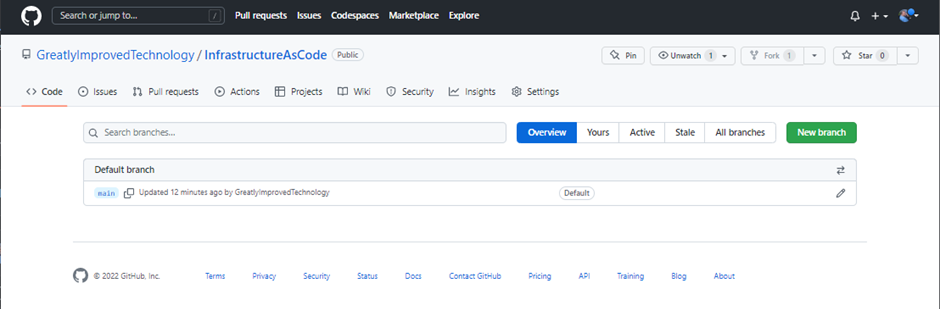 Search or jump to... / Pull requests Issues Codespaces Marketplace Explore
GreatlyImprovedTechnology / InfrastructureAsCode Public Pin Unwatch 1 Fork 1 Star 0
Code Issues Pull requests Actions Projects Wiki Security Insights Settings
Search branches... Overview Yours Active Stale All branches New branch
Default branch
main Updated 12 minutes ago by GreatlyImprovedTechnology Default
© 2022 GitHub, Inc. Terms Privacy Security Status Docs Contact GitHub Pricing API Training Blog About